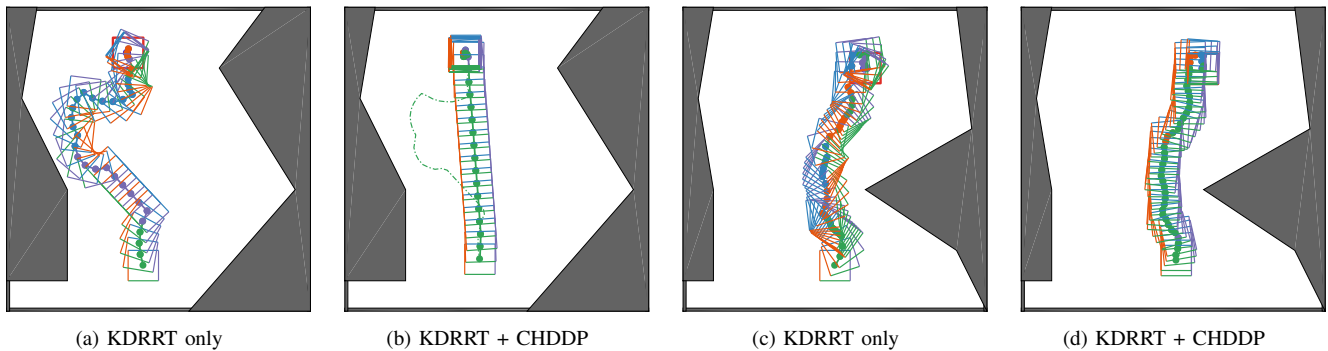 (a) KDRRT only
(b) KDRRT + CHDDP
(c) KDRRT only
(d) KDRRT + CHDDP